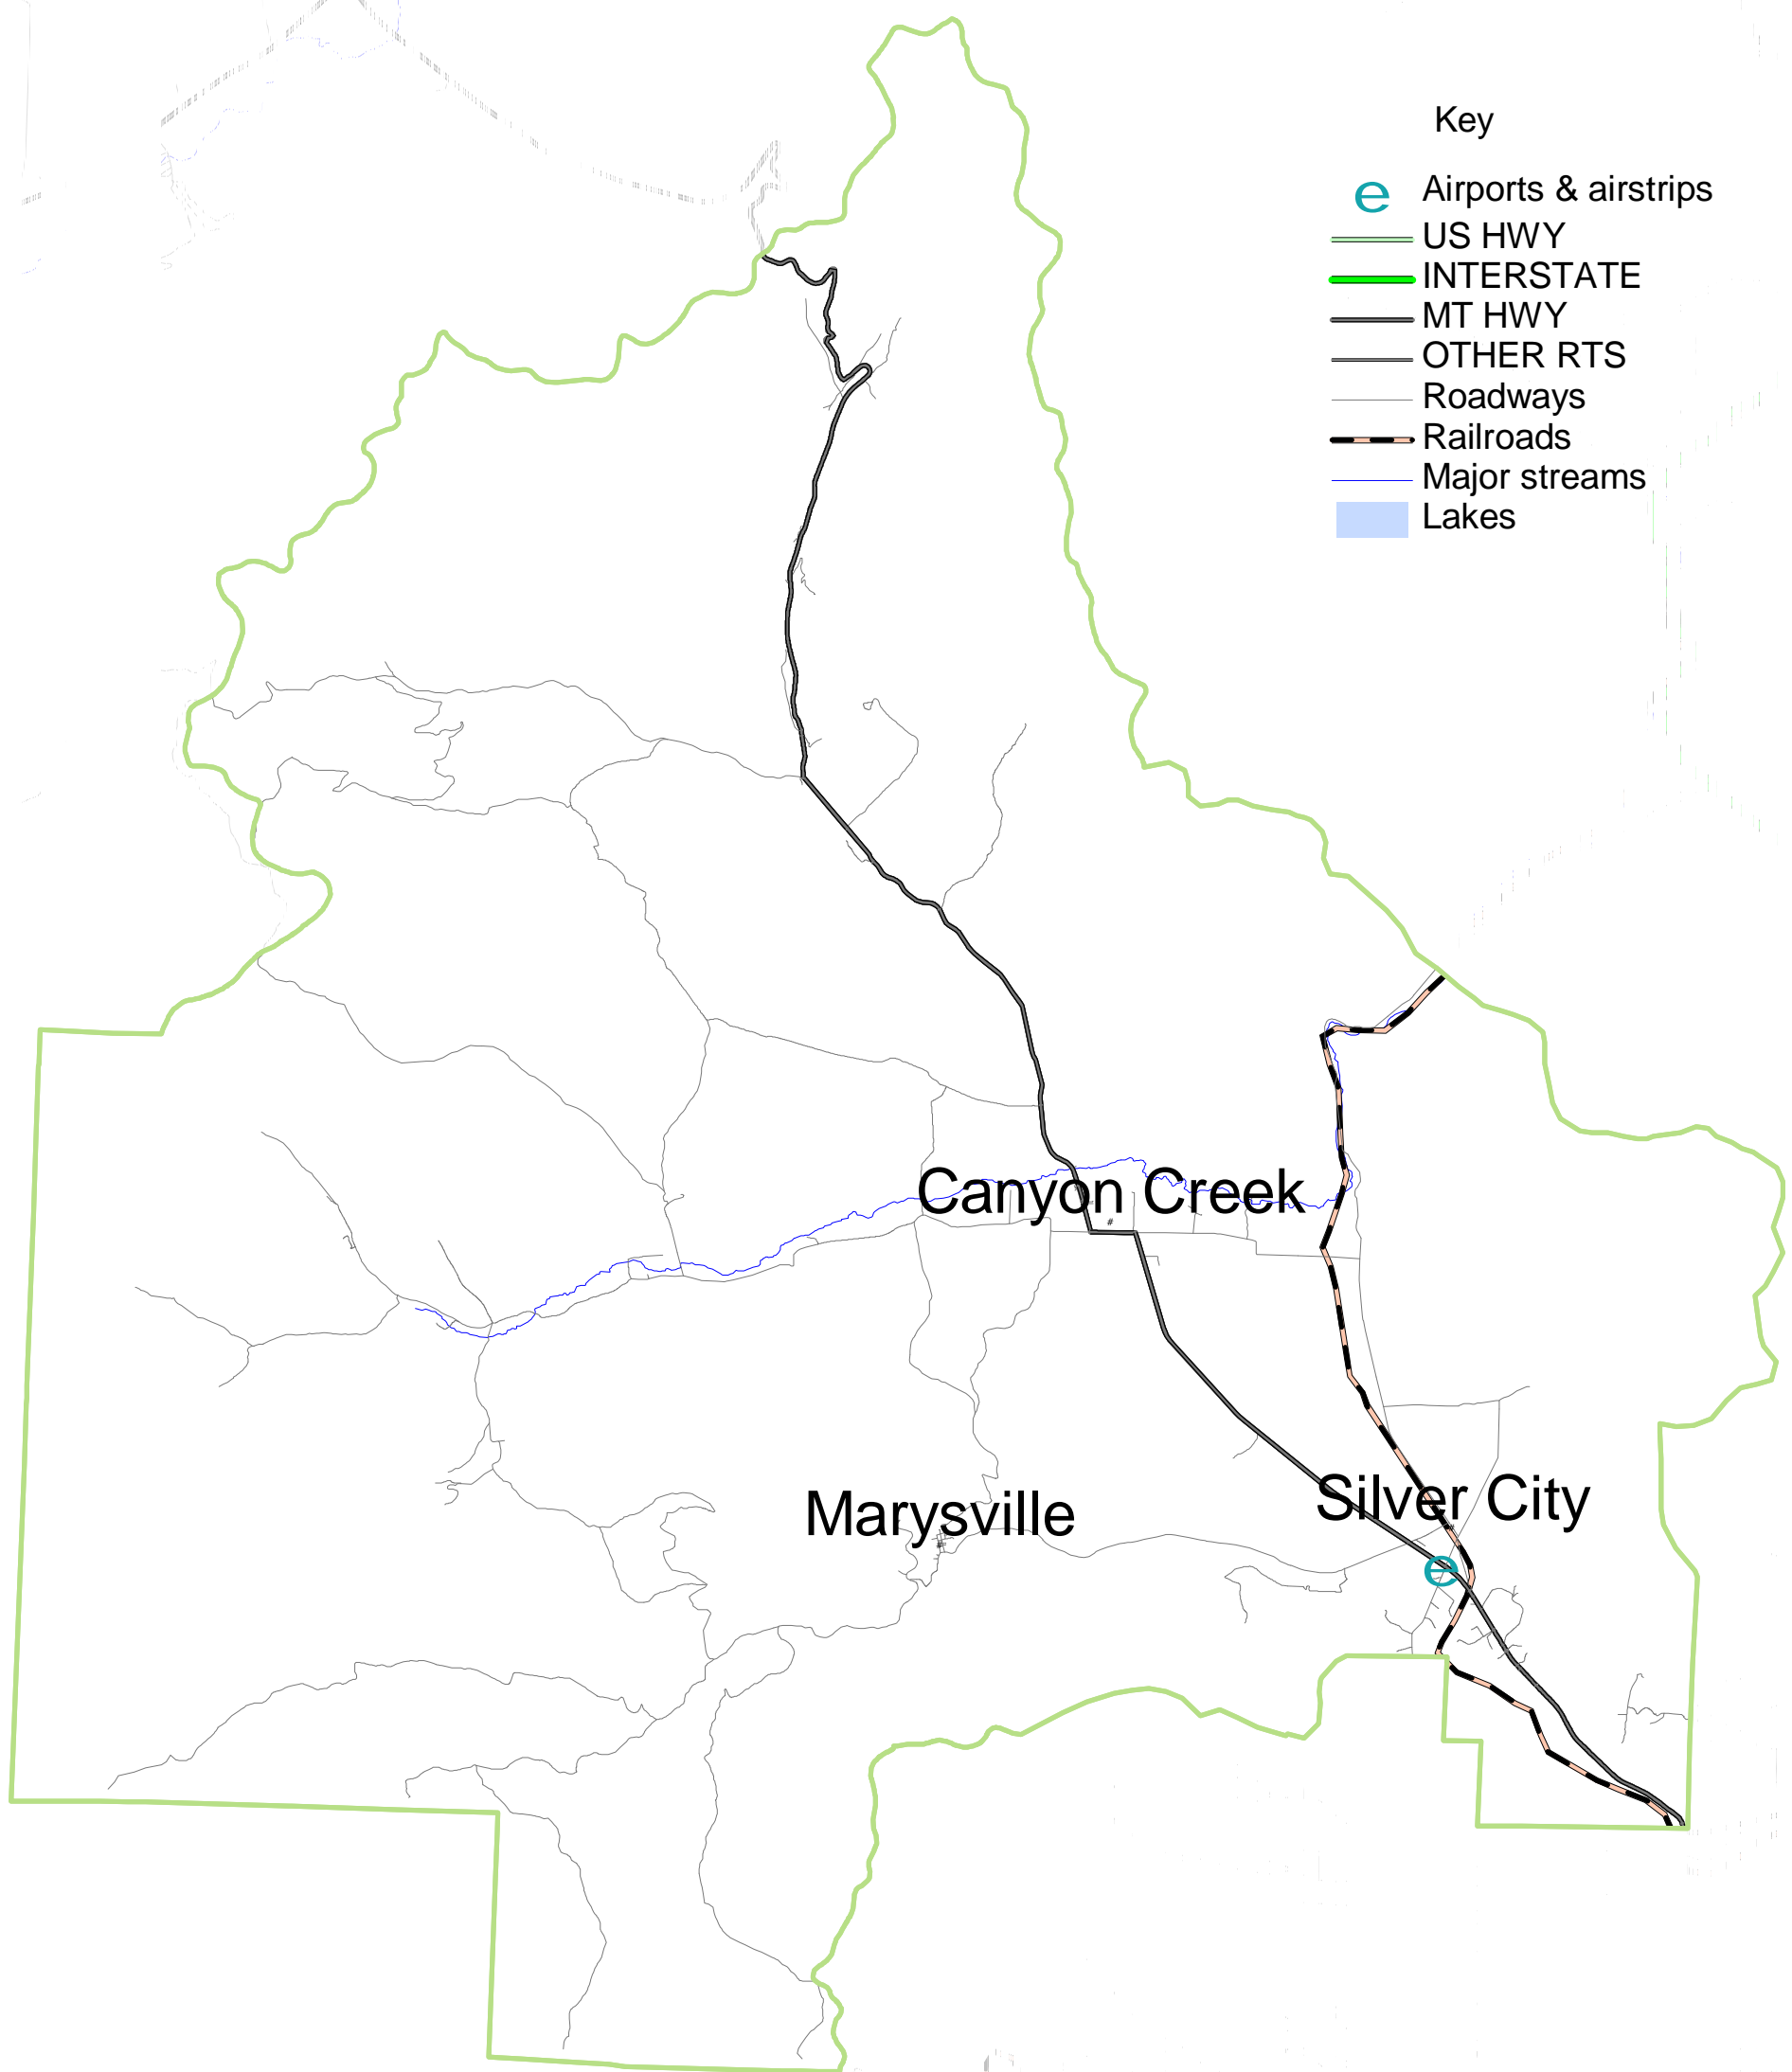 Key
e Airports & airstrips
US HWY
INTERSTATE
MT HWY
OTHER RTS
Roadways
Railroads
Major streams
Lakes
Canyon Creek
#
Silver City
Marysville
e